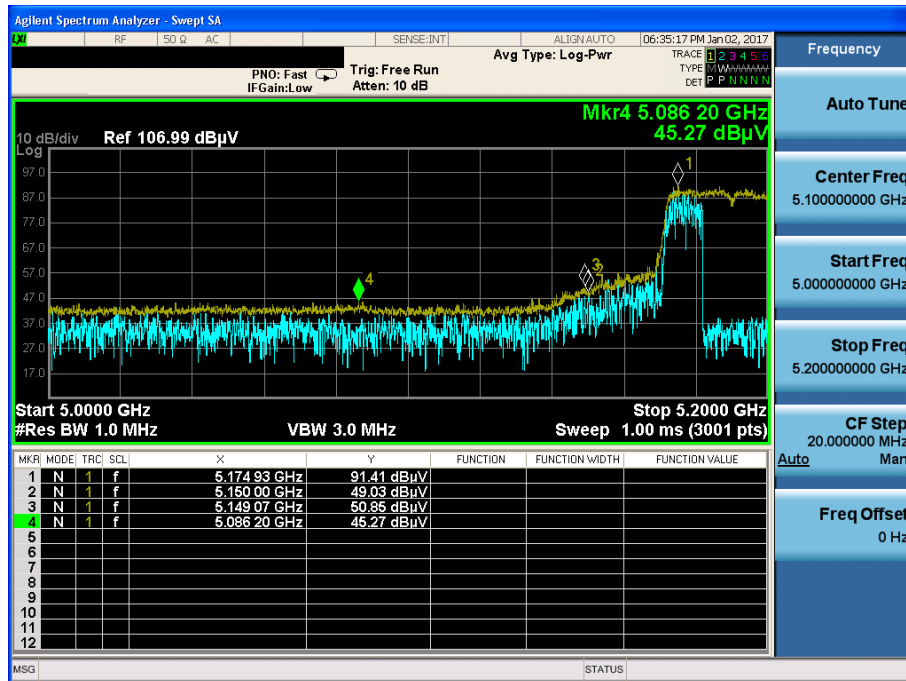 Agilent Spectrum Analyzer - Swept SA
LXI RF 50 Ω AC SENSE:INT ALIGN AUTO 06:35:17 PM Jan 02, 2017
PNO: Fast Trig: Free Run Avg Type: Log-Pwr TRACE 1 2 3 4 5 6
IFGain:Low Atten: 10 dB TYPE M W W W W W
DET P P N N N N
Mkr4 5.086 20 GHz
10 dB/div Ref 106.99 dBµV 45.27 dBµV
Log
97.0
87.0
77.0
67.0
57.0
47.0
37.0
27.0
17.0
1
3
2
4
Start 5.0000 GHz Stop 5.2000 GHz
#Res BW 1.0 MHz VBW 3.0 MHz Sweep 1.00 ms (3001 pts)
MKR MODE TRC SCL X Y FUNCTION FUNCTION WIDTH FUNCTION VALUE
1 N 1 f 5.174 93 GHz 91.41 dBµV
2 N 1 f 5.150 00 GHz 49.03 dBµV
3 N 1 f 5.149 07 GHz 50.85 dBµV
4 N 1 f 5.086 20 GHz 45.27 dBµV
5
6
7
8
9
10
11
12
MSG STATUS
Frequency
Auto Tune
Center Freq
5.100000000 GHz
Start Freq
5.000000000 GHz
Stop Freq
5.200000000 GHz
CF Step
20.000000 MHz
Auto Man
Freq Offset
0 Hz